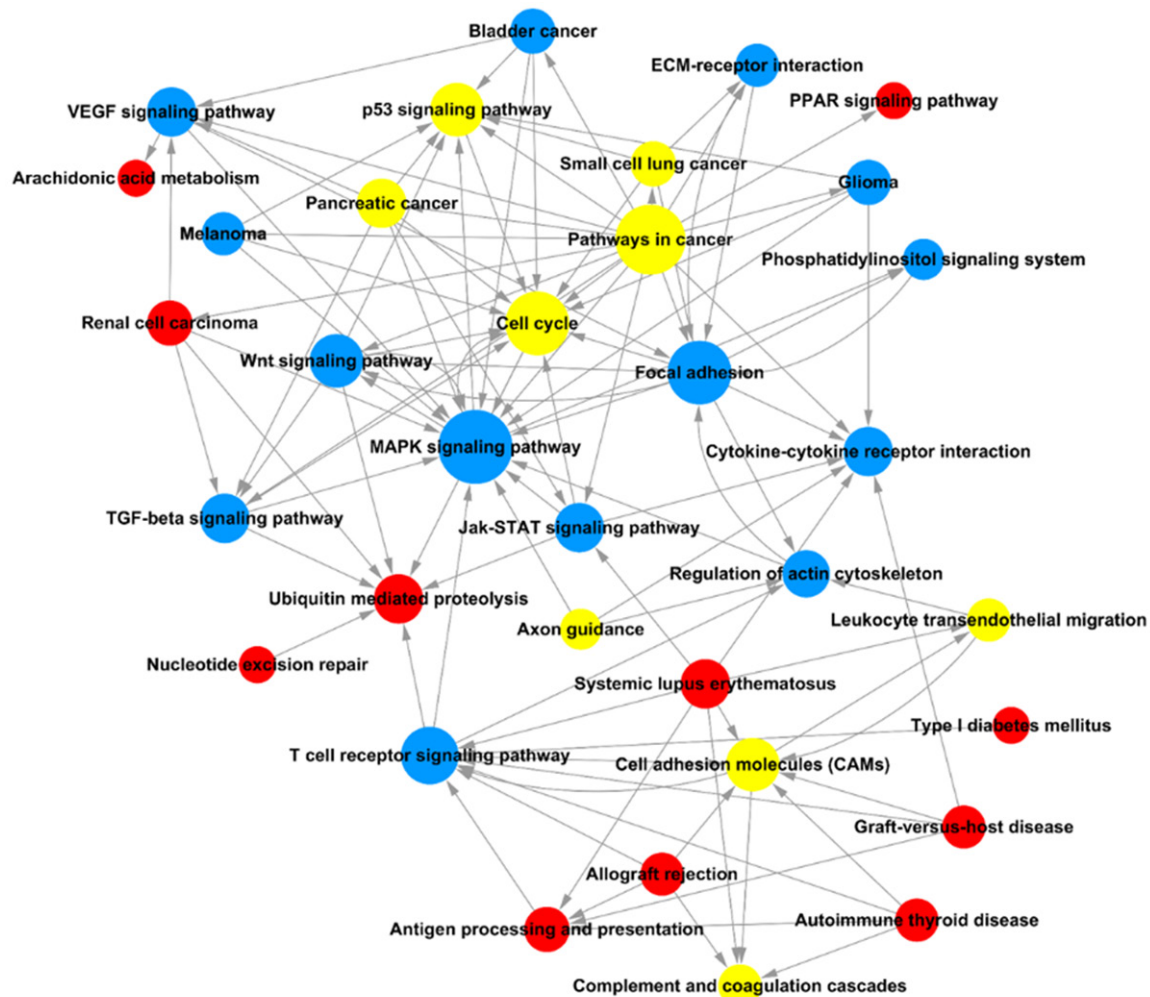 Bladder cancer
ECM-receptor interaction
PPAR signaling pathway
VEGF signaling pathway
p53 signaling pathway
Small cell lung cancer
Arachidonic acid metabolism
Glioma
Pancreatic cancer
Melanoma
Pathways in cancer
Phosphatidylinositol signaling system
Renal cell carcinoma
Cell cycle
Wnt signaling pathway
Focal adhesion
MAPK signaling pathway
Cytokine-cytokine receptor interaction
TGF-beta signaling pathway
Jak-STAT signaling pathway
Regulation of actin cytoskeleton
Ubiquitin mediated proteolysis
Axon guidance
Leukocyte transendothelial migration
Nucleotide excision repair
Systemic lupus erythematosus
Type I diabetes mellitus
T cell receptor signaling pathway
Cell adhesion molecules (CAMs)
Graft-versus-host disease
Allograft rejection
Autoimmune thyroid disease
Antigen processing and presentation
Complement and coagulation cascades